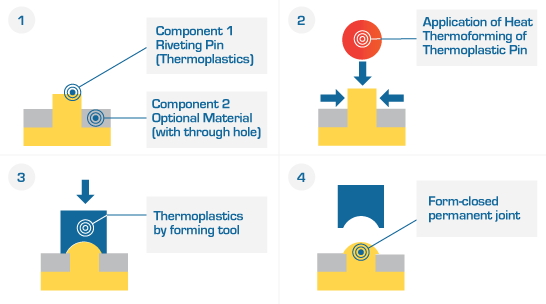 1
Component 1
Riveting Pin
(Thermoplastics)
Component 2
Optional Material
(with through hole)
2
Application of Heat
Thermoforming of
Thermoplastic Pin
3
Thermoplastics
by forming tool
4
Form-closed
permanent joint